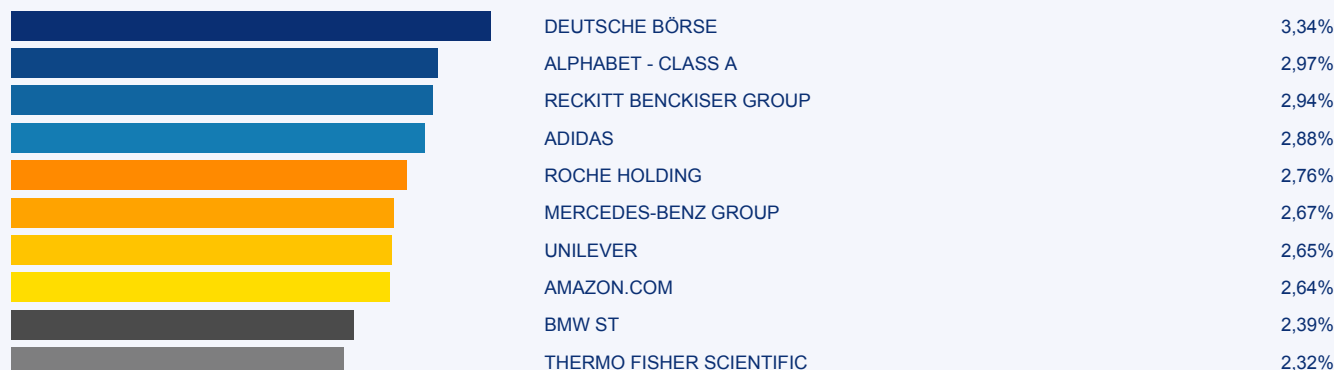 DEUTSCHE BÖRSE 3,34%
ALPHABET - CLASS A 2,97%
RECKITT BENCKISER GROUP 2,94%
ADIDAS 2,88%
ROCHE HOLDING 2,76%
MERCEDES-BENZ GROUP 2,67%
UNILEVER 2,65%
AMAZON.COM 2,64%
BMW ST 2,39%
THERMO FISHER SCIENTIFIC 2,32%